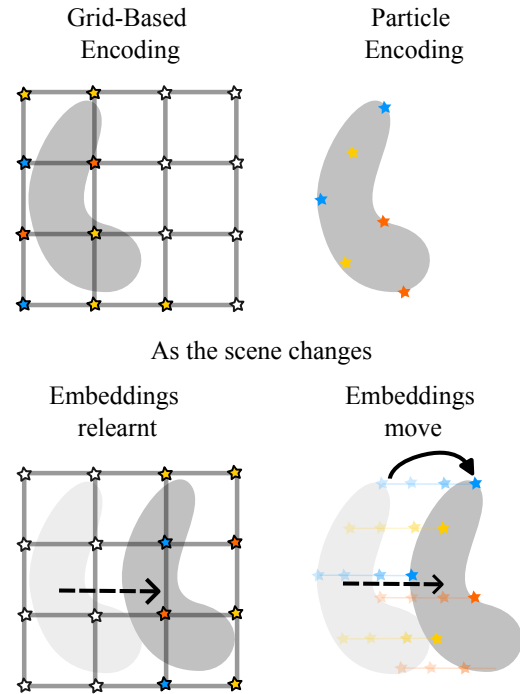 Grid-Based
Encoding
Particle
Encoding
As the scene changes
Embeddings
relearnt
Embeddings
move